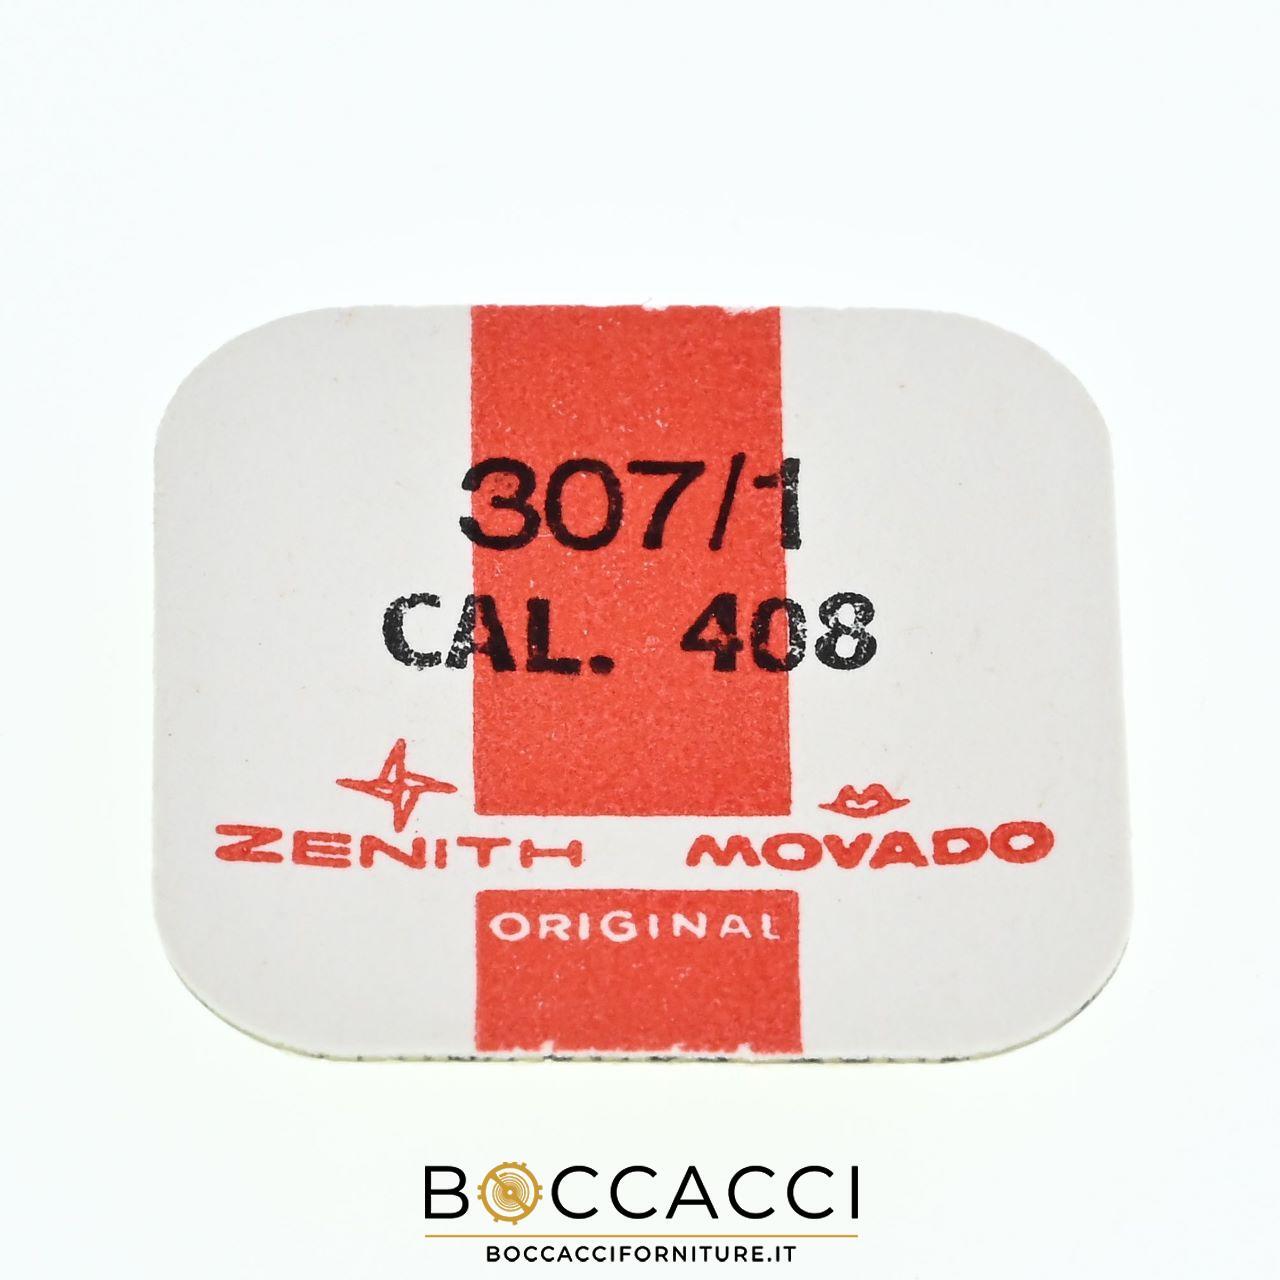 307/1
CAL. 408
ZENITH MOVADO
ORIGINAL
BOCCACCI
BOCCACCIFORNITURE.IT